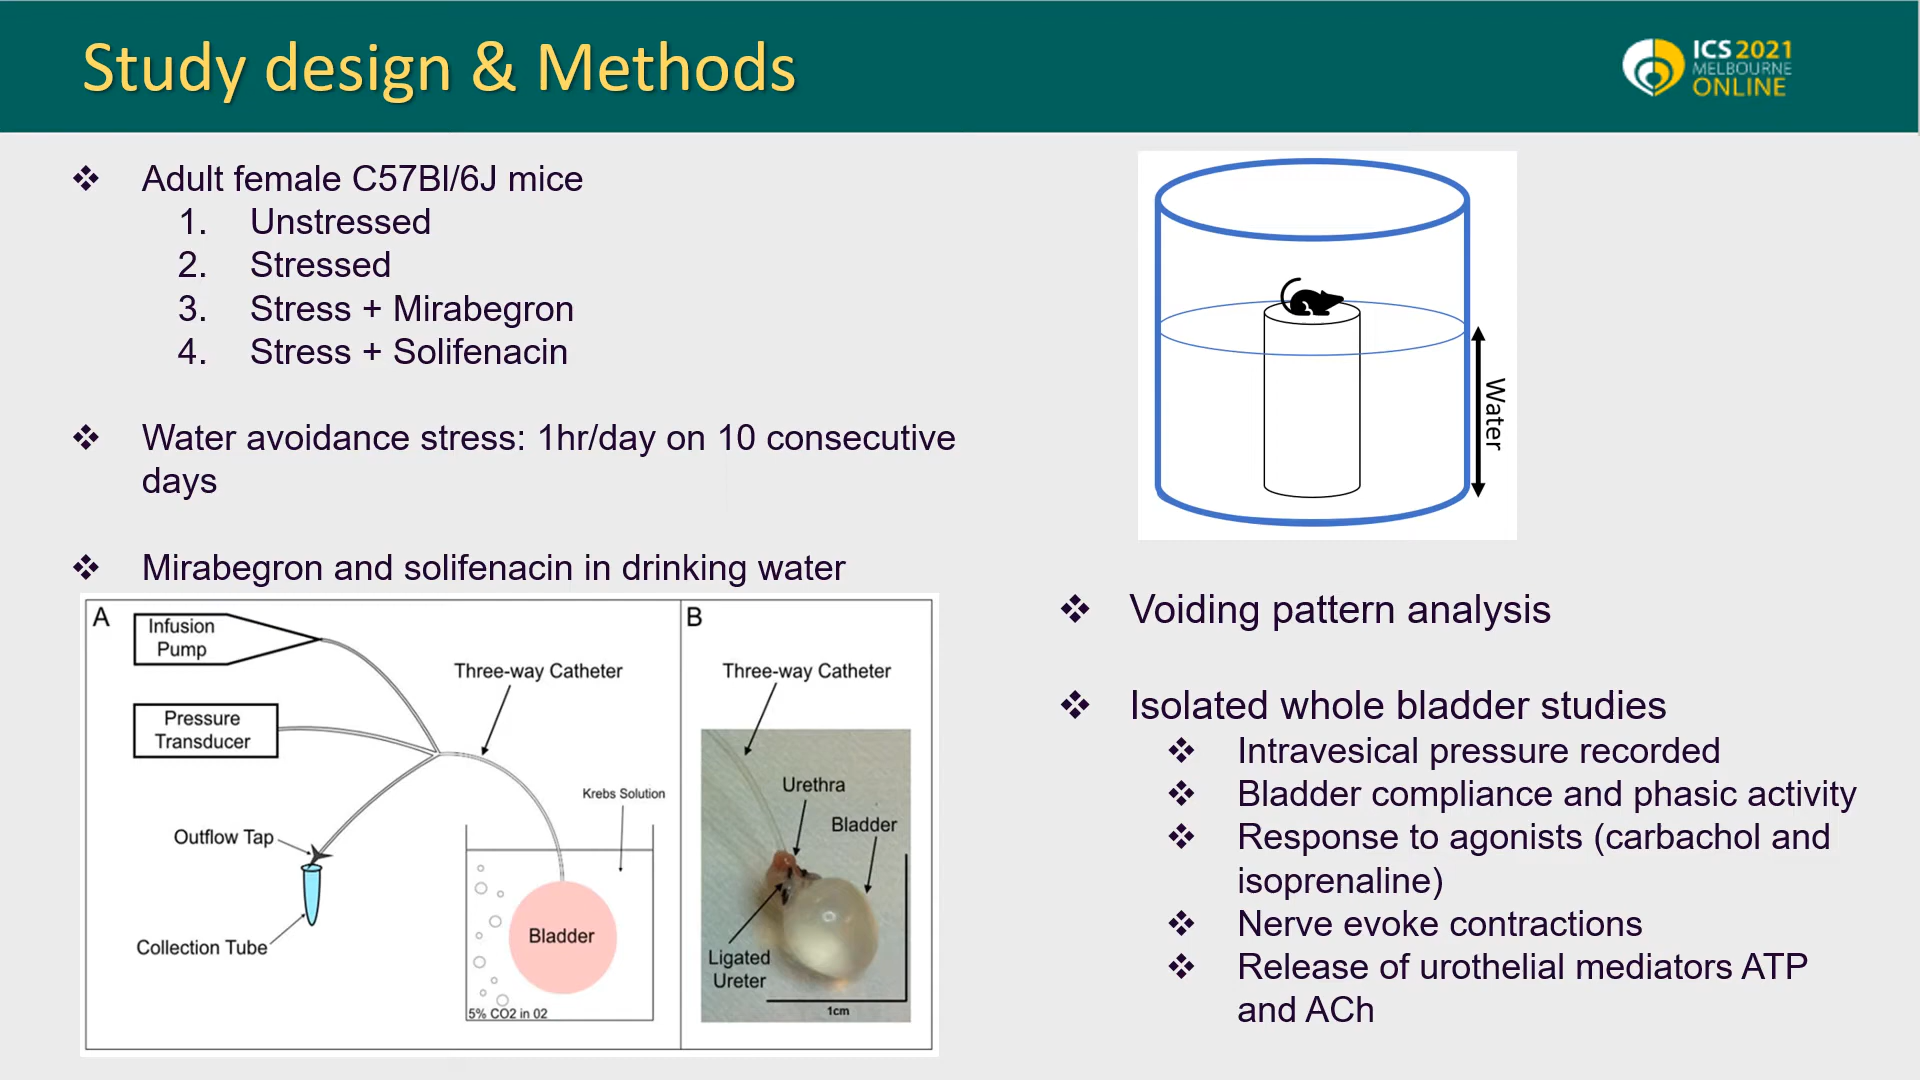 Study design & Methods
ICS 2021
MELBOURNE
ONLINE
❖ Adult female C57Bl/6J mice
1. Unstressed
2. Stressed
3. Stress + Mirabegron
4. Stress + Solifenacin
❖ Water avoidance stress: 1hr/day on 10 consecutive
days
❖ Mirabegron and solifenacin in drinking water
A
Infusion
Pump
Three-way Catheter
Pressure
Transducer
Krebs Solution
Outflow Tap
Collection Tube
Bladder
5% CO2 in 02
B
Three-way Catheter
Urethra
Bladder
Ligated
Ureter
1cm
Water
❖ Voiding pattern analysis
❖ Isolated whole bladder studies
❖ Intravesical pressure recorded
❖ Bladder compliance and phasic activity
❖ Response to agonists (carbachol and
isoprenaline)
❖ Nerve evoke contractions
❖ Release of urothelial mediators ATP
and ACh